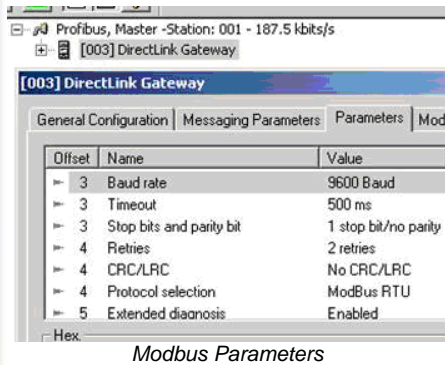 Profibus, Master -Station: 001 - 187.5 kbits/s
[003] DirectLink Gateway
[003] DirectLink Gateway
General Configuration Messaging Parameters Parameters Mod
Offset Name Value
3 Baud rate 9600 Baud
3 Timeout 500 ms
3 Stop bits and parity bit 1 stop bit/no parity
4 Retries 2 retries
4 CRC/LRC No CRC/LRC
4 Protocol selection ModBus RTU
5 Extended diagnosis Enabled
Hex.
Modbus Parameters